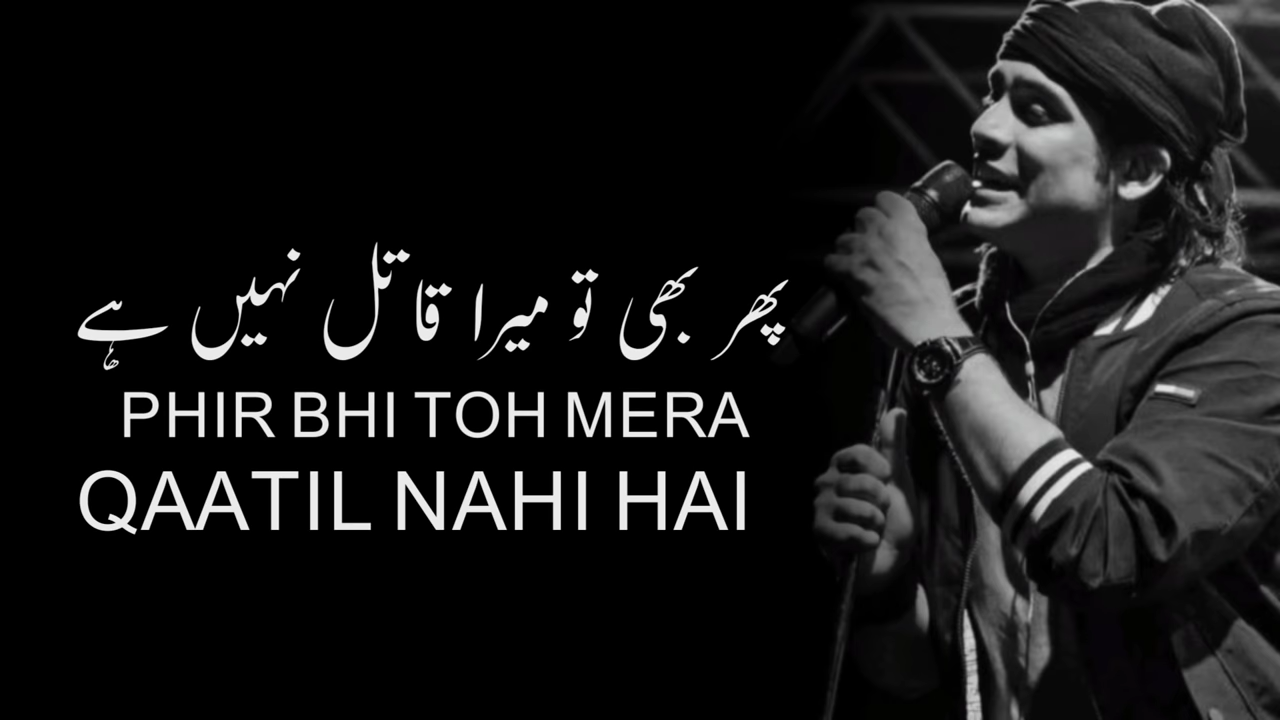 پھر بھی تو میرا قاتل نہیں ہے
PHIR BHI TOH MERA
QAATIL NAHI HAI